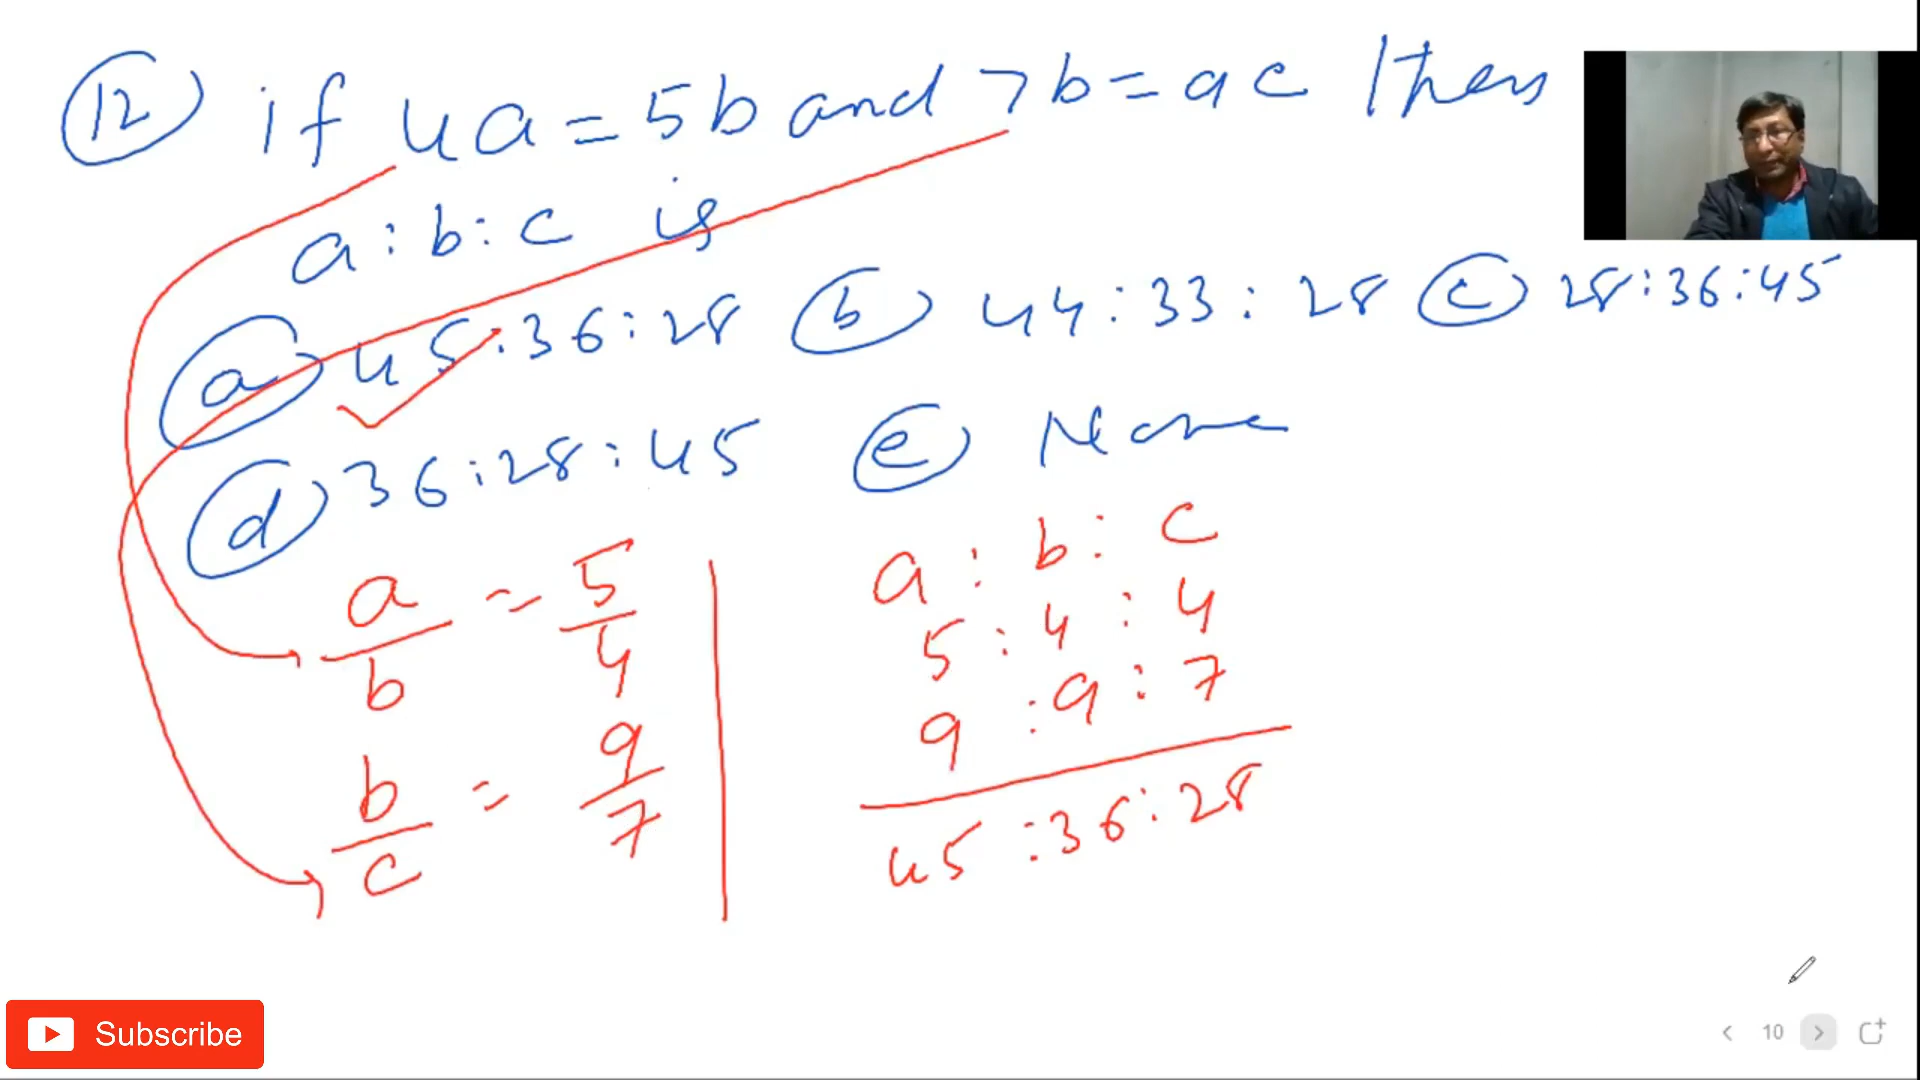 12 if 4a = 5b and 7b = 9c then
a : b : c is
a 45 : 36 : 28 b 44 : 33 : 28 c 28 : 36 : 45
d 36 : 28 : 45 e None
a/b = 5/4
b/c = 9/7
a : b : c
5 : 4 : 4
9 : 9 : 7
45 : 36 : 28
Subscribe
10